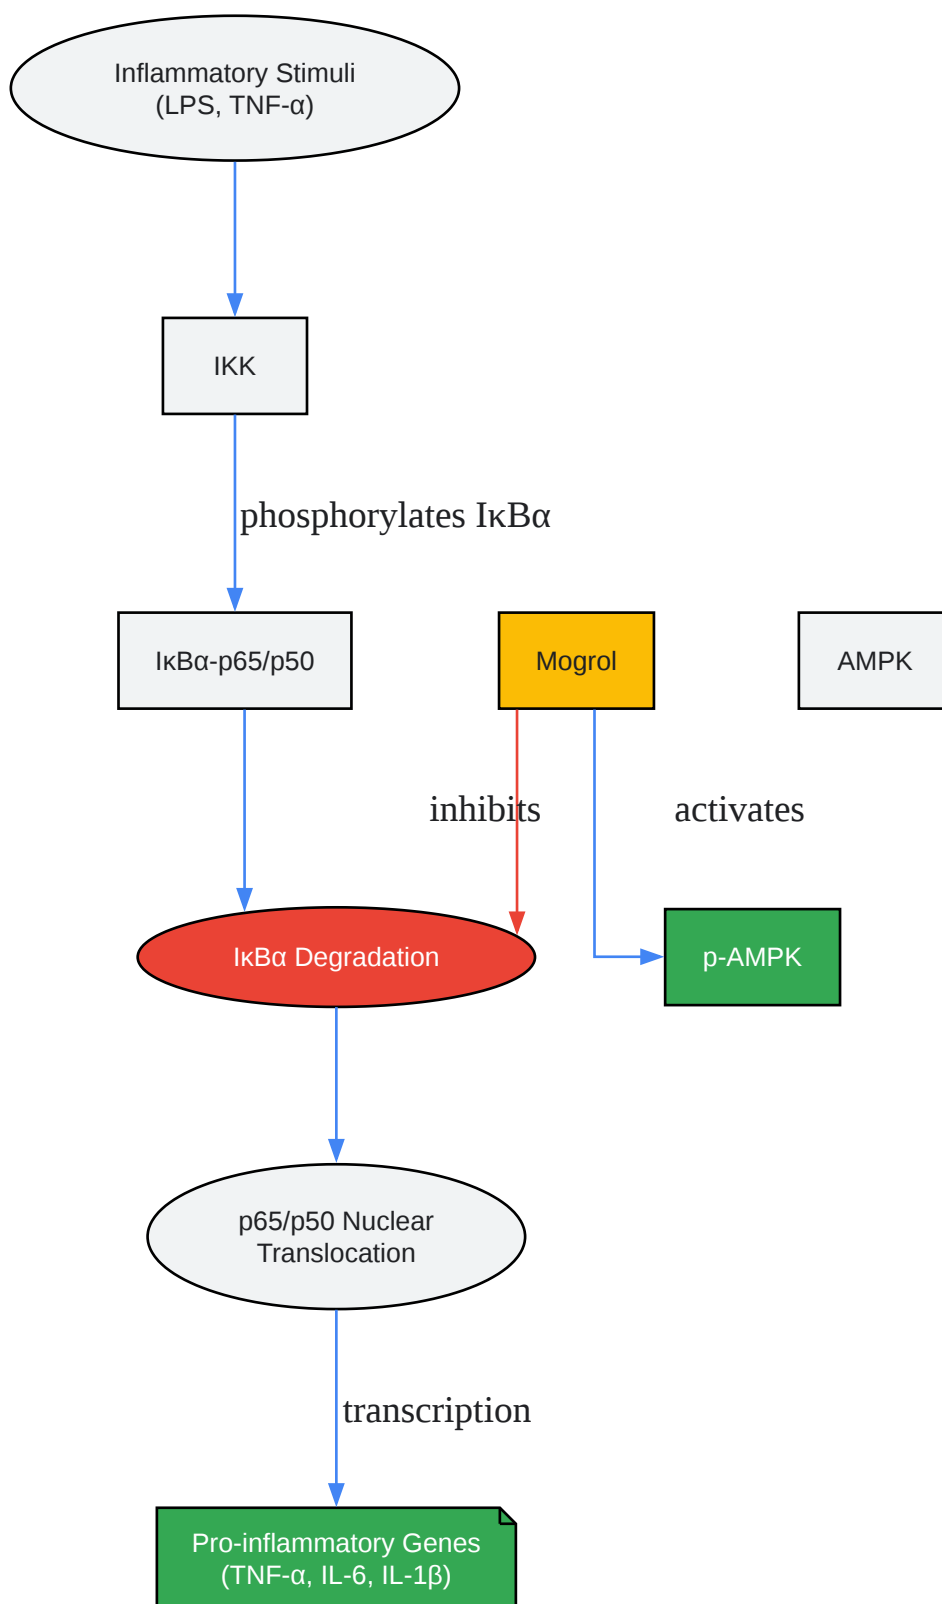 Inflammatory Stimuli
(LPS, TNF-α)
IKK
phosphorylates IκBα
IκBα-p65/p50
Mogrol
AMPK
inhibits
activates
IκBα Degradation
p-AMPK
p65/p50 Nuclear
Translocation
transcription
Pro-inflammatory Genes
(TNF-α, IL-6, IL-1β)